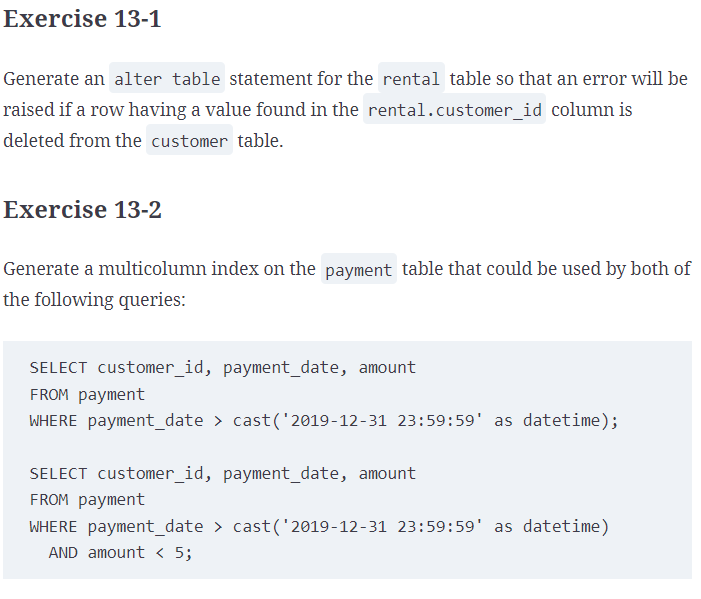 Exercise 13-1
Generate an alter table statement for the rental table so that an error will be
raised if a row having a value found in the rental.customer_id column is
deleted from the customer table.
Exercise 13-2
Generate a multicolumn index on the payment table that could be used by both of
the following queries:
SELECT customer_id, payment_date, amount
FROM payment
WHERE payment_date > cast('2019-12-31 23:59:59' as datetime);
SELECT customer_id, payment_date, amount
FROM payment
WHERE payment_date > cast('2019-12-31 23:59:59' as datetime)
  AND amount < 5;